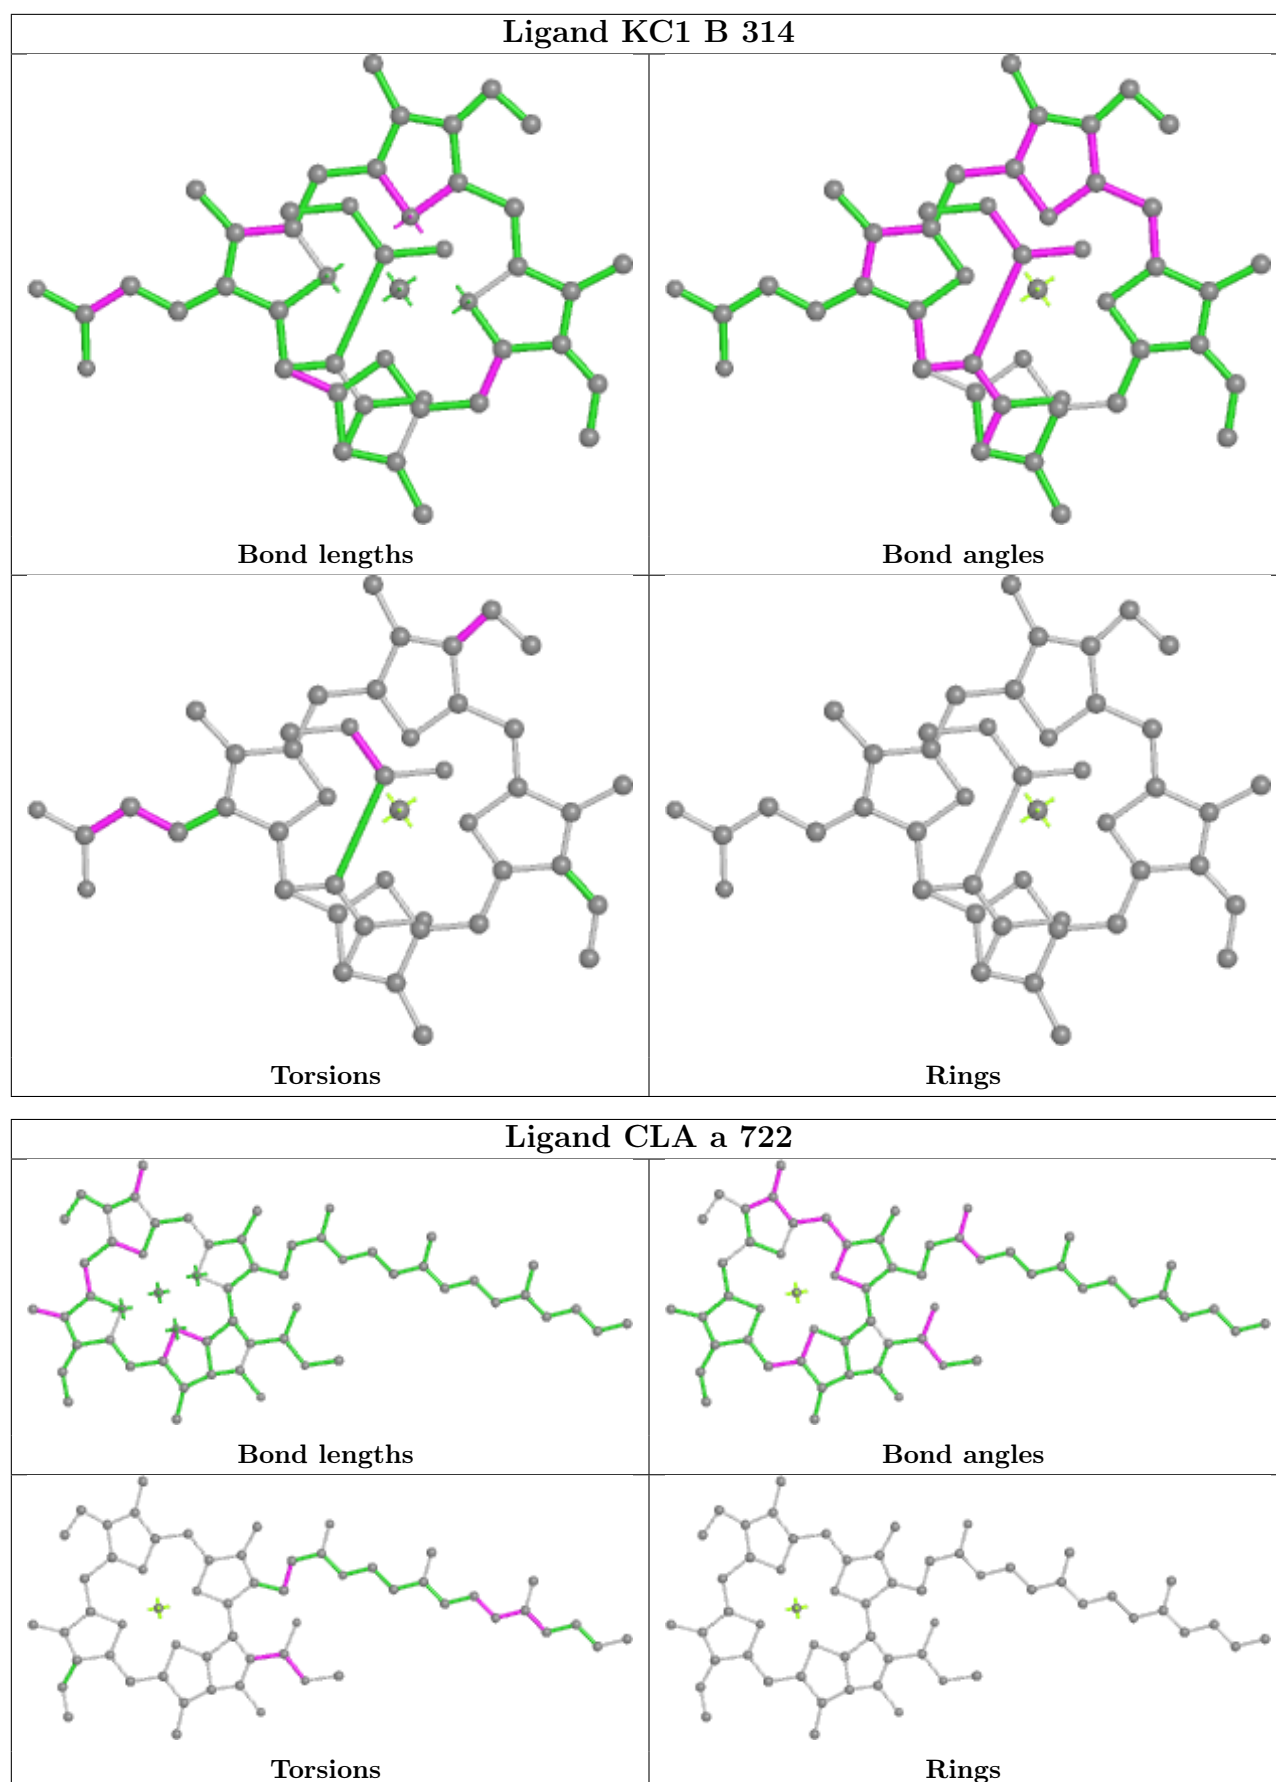 Ligand KC1 B 314
Bond lengths
Bond angles
Torsions
Rings
Ligand CLA a 722
Bond lengths
Bond angles
Torsions
Rings